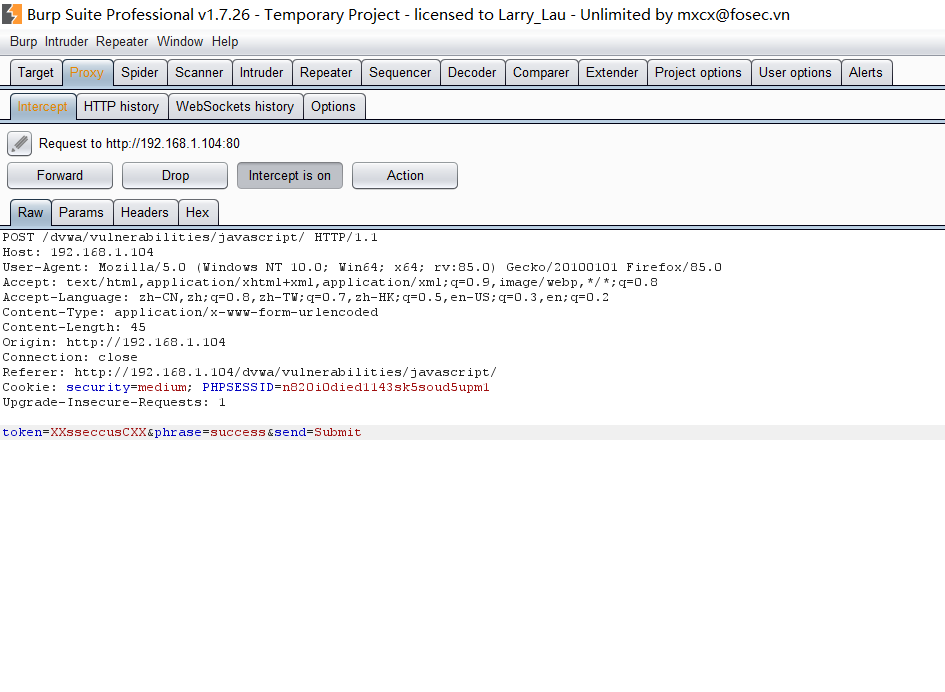 Burp Suite Professional v1.7.26 - Temporary Project - licensed to Larry_Lau - Unlimited by mxcx@fosec.vn
Burp Intruder Repeater Window Help
Target Proxy Spider Scanner Intruder Repeater Sequencer Decoder Comparer Extender Project options User options Alerts
Intercept HTTP history WebSockets history Options
Request to http://192.168.1.104:80
Forward Drop Intercept is on Action
Raw Params Headers Hex
POST /dvwa/vulnerabilities/javascript/ HTTP/1.1
Host: 192.168.1.104
User-Agent: Mozilla/5.0 (Windows NT 10.0; Win64; x64; rv:85.0) Gecko/20100101 Firefox/85.0
Accept: text/html,application/xhtml+xml,application/xml;q=0.9,image/webp,*/*;q=0.8
Accept-Language: zh-CN,zh;q=0.8,zh-TW;q=0.7,zh-HK;q=0.5,en-US;q=0.3,en;q=0.2
Content-Type: application/x-www-form-urlencoded
Content-Length: 45
Origin: http://192.168.1.104
Connection: close
Referer: http://192.168.1.104/dvwa/vulnerabilities/javascript/
Cookie: security=medium; PHPSESSID=n820i0died1143sk5soud5upm1
Upgrade-Insecure-Requests: 1
token=XXsseccusCXX&phrase=success&send=Submit